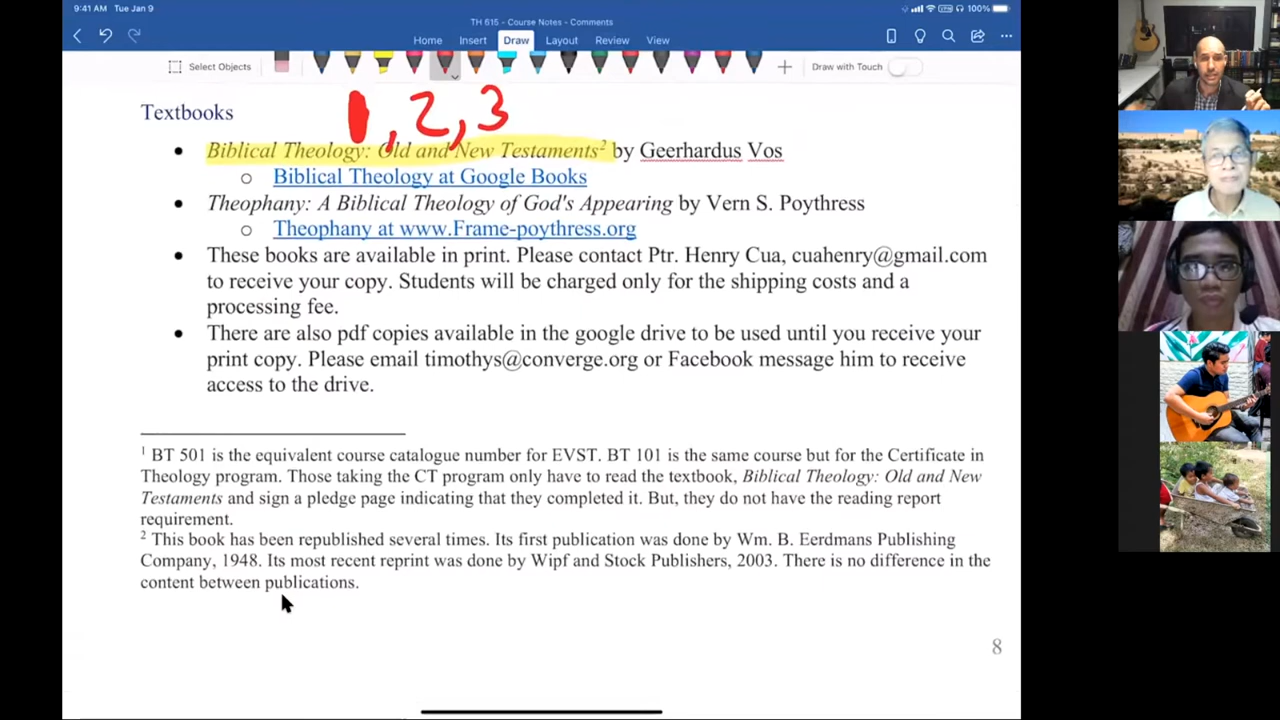 9:41 AM Tue Jan 9
100%
TH 615 - Course Notes - Comments
Home Insert Draw Layout Review View
Select Objects
Draw with Touch
1, 2, 3
Textbooks
• Biblical Theology: Old and New Testaments² by Geerhardus Vos
o Biblical Theology at Google Books
• Theophany: A Biblical Theology of God's Appearing by Vern S. Poythress
o Theophany at www.Frame-poythress.org
• These books are available in print. Please contact Ptr. Henry Cua, cuahenry@gmail.com
to receive your copy. Students will be charged only for the shipping costs and a
processing fee.
• There are also pdf copies available in the google drive to be used until you receive your
print copy. Please email timothys@converge.org or Facebook message him to receive
access to the drive.
¹ BT 501 is the equivalent course catalogue number for EVST. BT 101 is the same course but for the Certificate in
Theology program. Those taking the CT program only have to read the textbook, Biblical Theology: Old and New
Testaments and sign a pledge page indicating that they completed it. But, they do not have the reading report
requirement.
² This book has been republished several times. Its first publication was done by Wm. B. Eerdmans Publishing
Company, 1948. Its most recent reprint was done by Wipf and Stock Publishers, 2003. There is no difference in the
content between publications.
8